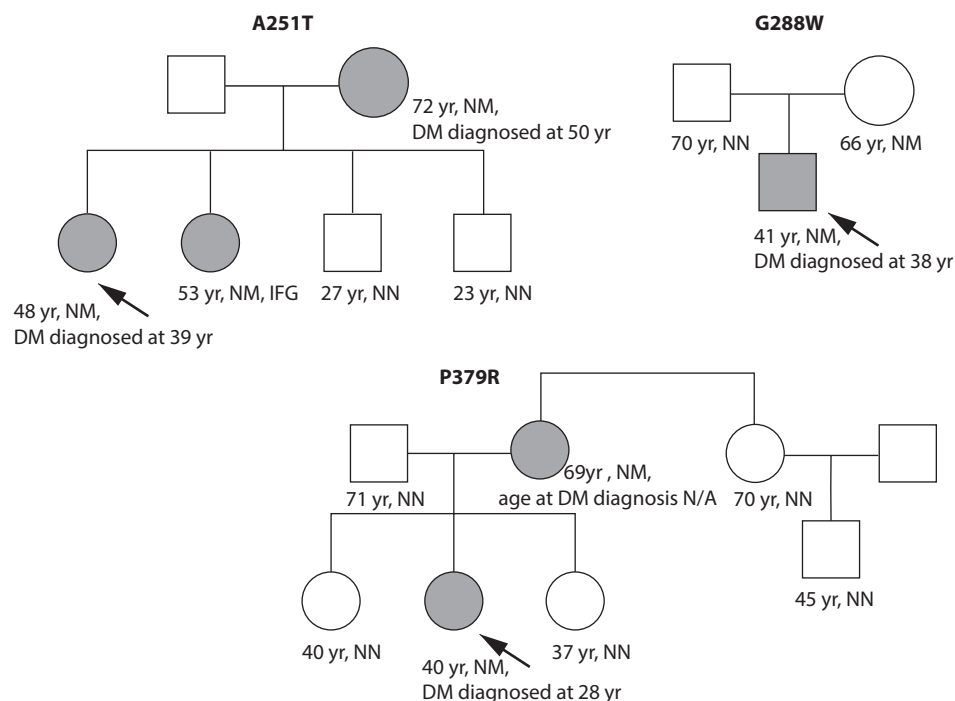 A251T
72 yr, NM,
DM diagnosed at 50 yr
48 yr, NM,
DM diagnosed at 39 yr
53 yr, NM, IFG
27 yr, NN
23 yr, NN
G288W
70 yr, NN
66 yr, NM
41 yr, NM,
DM diagnosed at 38 yr
P379R
71 yr, NN
69yr , NM,
age at DM diagnosis N/A
70 yr, NN
45 yr, NN
40 yr, NN
40 yr, NM,
DM diagnosed at 28 yr
37 yr, NN